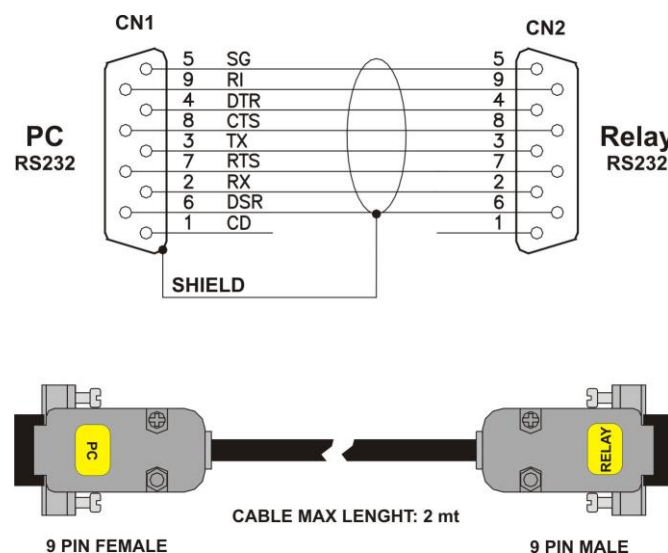 CN1
CN2
5 SG 5
9 RI 9
4 DTR 4
8 CTS 8
3 TX 3
7 RTS 7
2 RX 2
6 DSR 6
1 CD 1
PC
RS232
Relay
RS232
SHIELD
PC
RELAY
CABLE MAX LENGHT: 2 mt
9 PIN FEMALE
9 PIN MALE